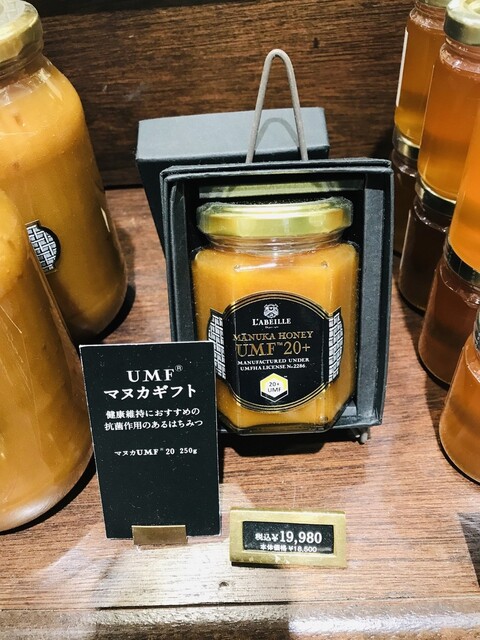 L'ABEILLE
MANUKA HONEY
UMF™ 20+
MANUFACTURED UNDER
UMFHA LICENSE No.2286
20+
UMF
UMF®
マヌカギフト
健康維持におすすめの
抗菌作用のあるはちみつ
マヌカUMF®20 250g
税込¥19,980
本体価格¥18,500